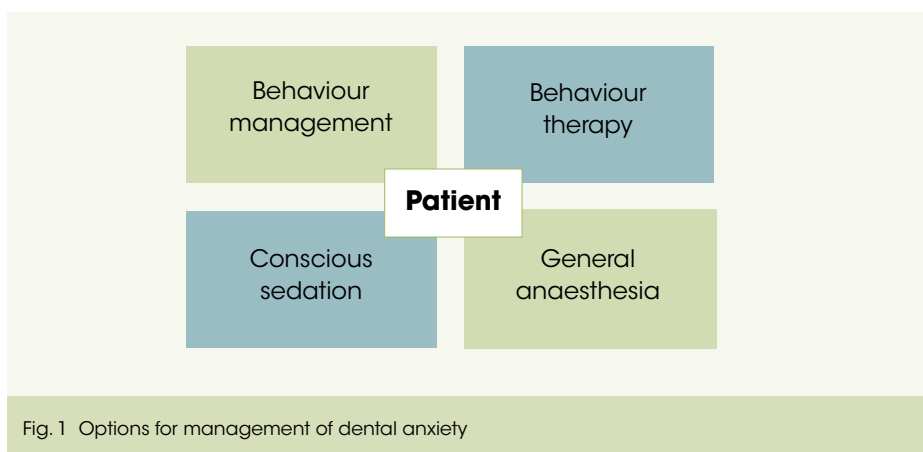 Behaviour
management
Behaviour
therapy
Patient
Conscious
sedation
General
anaesthesia
Fig. 1 Options for management of dental anxiety